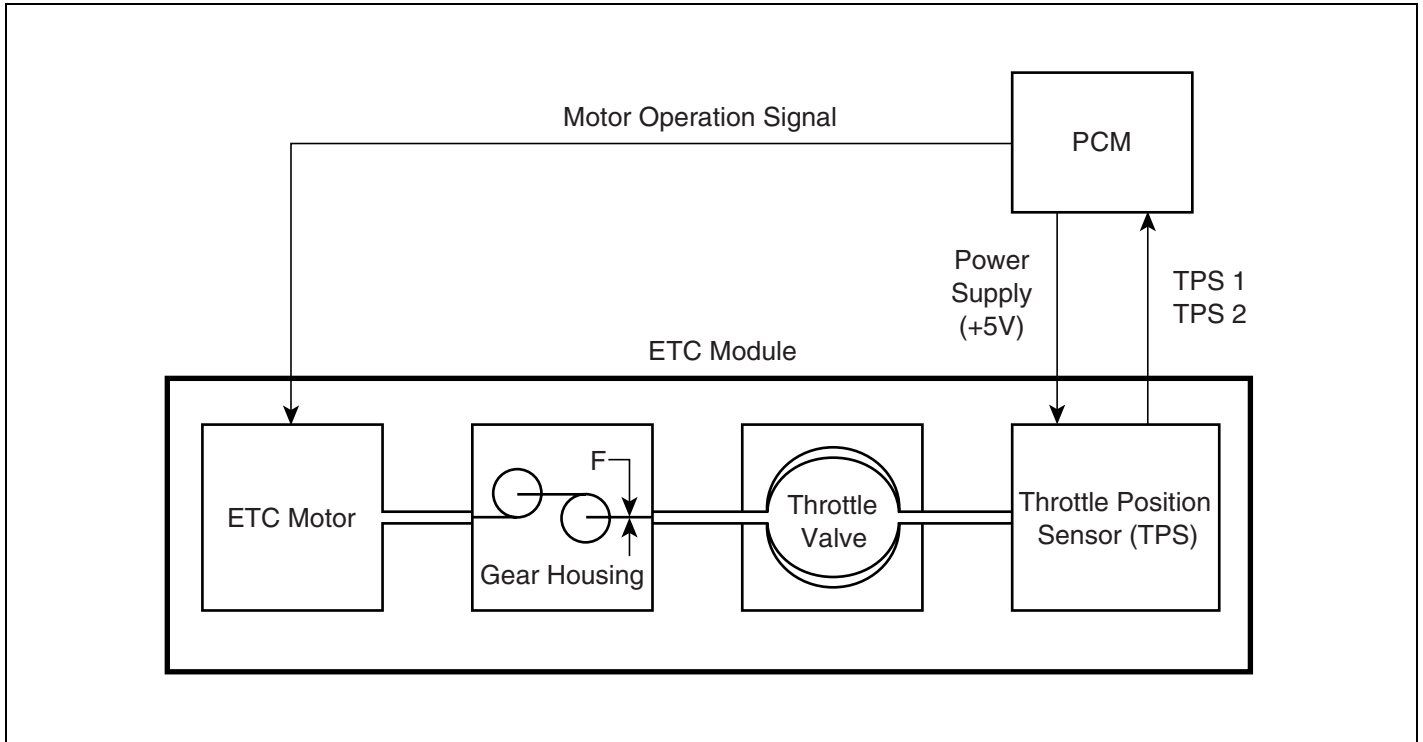 Motor Operation Signal
PCM
Power
Supply
(+5V)
TPS 1
TPS 2
ETC Module
ETC Motor
F
Gear Housing
Throttle
Valve
Throttle Position
Sensor (TPS)